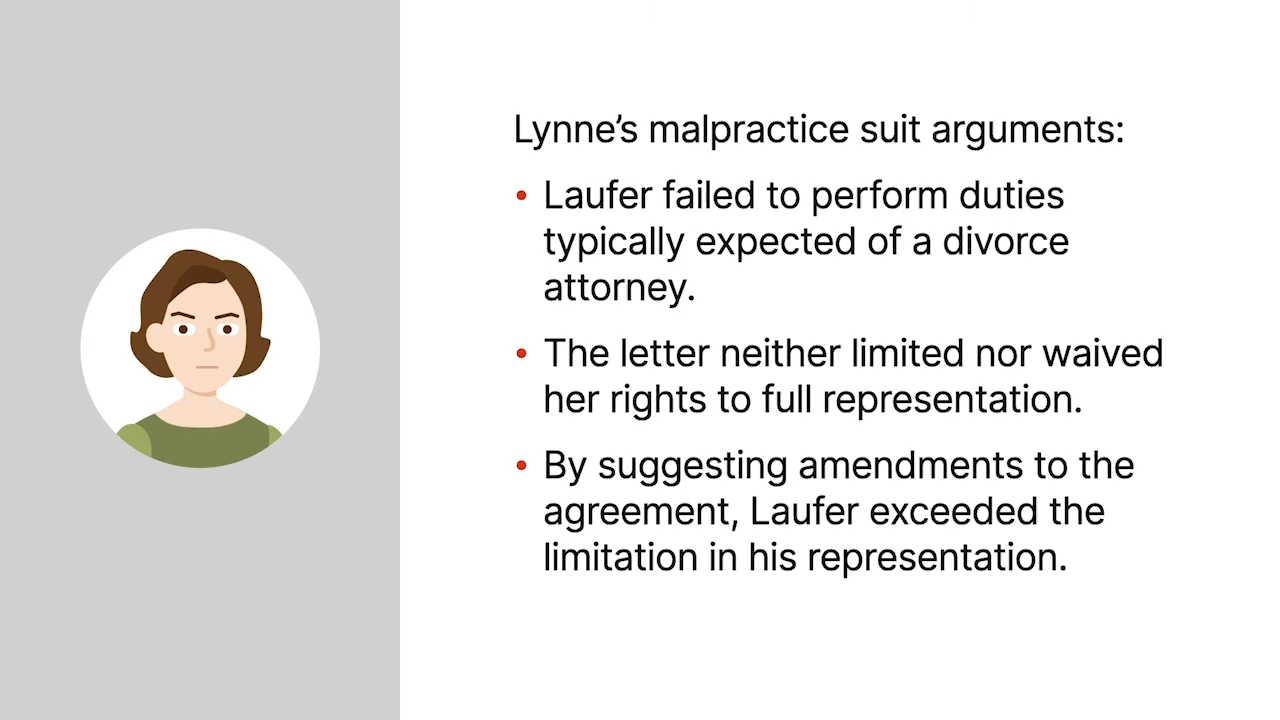 Lynne’s malpractice suit arguments:
• Laufer failed to perform duties
typically expected of a divorce
attorney.
• The letter neither limited nor waived
her rights to full representation.
• By suggesting amendments to the
agreement, Laufer exceeded the
limitation in his representation.